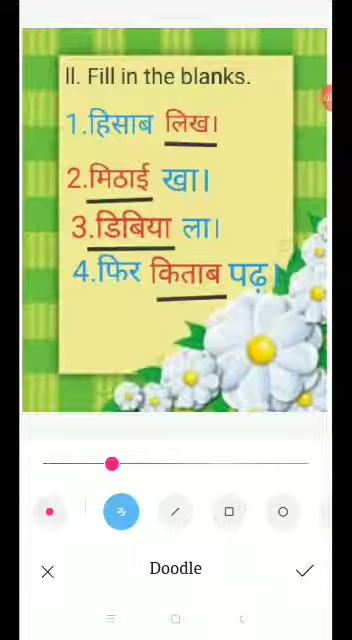 II. Fill in the blanks.
1.हिसाब लिख।
2.मिठाई खा।
3.डिबिया ला।
4.फिर किताब पढ़।
Doodle